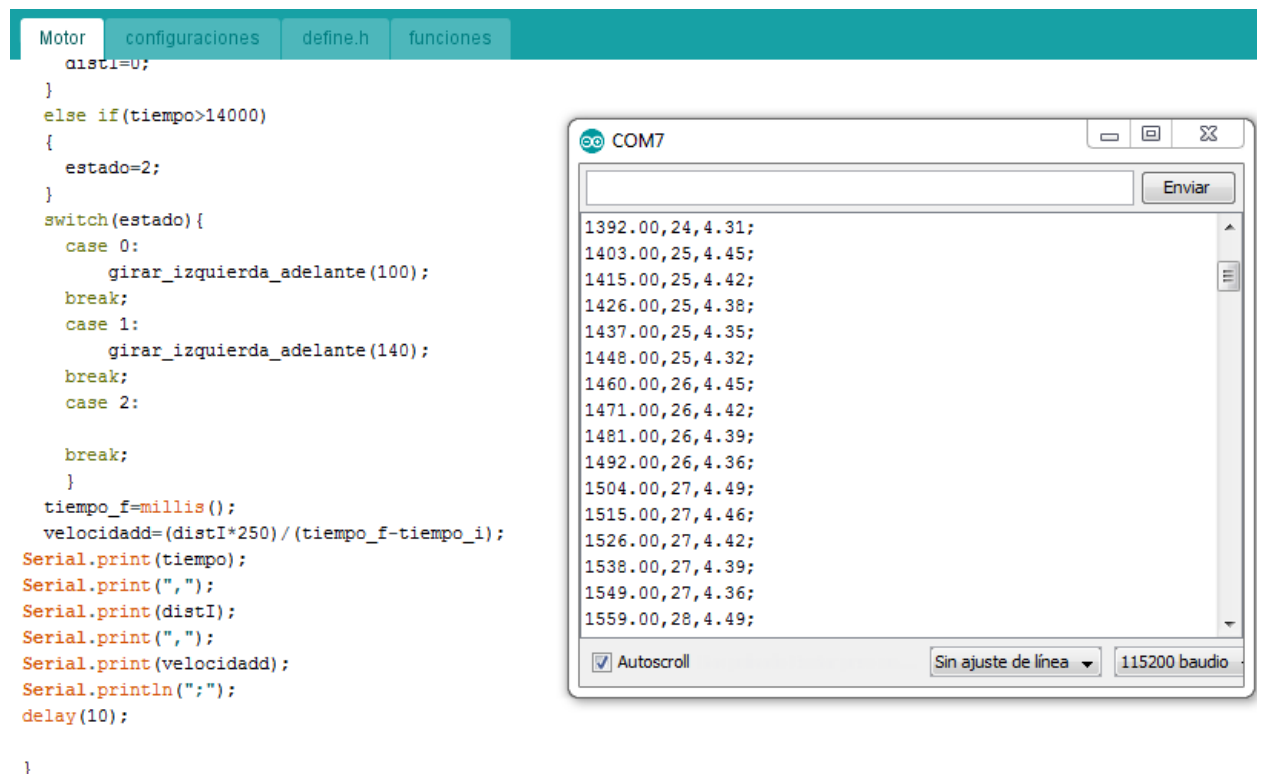 Motor configuraciones define.h funciones
distI=0;
}
else if(tiempo>14000)
{
estado=2;
}
switch(estado){
case 0:
girar_izquierda_adelante(100);
break;
case 1:
girar_izquierda_adelante(140);
break;
case 2:
break;
}
tiempo_f=millis();
velocidadd=(distI*250)/(tiempo_f-tiempo_i);
Serial.print(tiempo);
Serial.print(",");
Serial.print(distI);
Serial.print(",");
Serial.print(velocidadd);
Serial.println(";");
delay(10);
}
COM7
Enviar
1392.00,24,4.31;
1403.00,25,4.45;
1415.00,25,4.42;
1426.00,25,4.38;
1437.00,25,4.35;
1448.00,25,4.32;
1460.00,26,4.45;
1471.00,26,4.42;
1481.00,26,4.39;
1492.00,26,4.36;
1504.00,27,4.49;
1515.00,27,4.46;
1526.00,27,4.42;
1538.00,27,4.39;
1549.00,27,4.36;
1559.00,28,4.49;
Autoscroll Sin ajuste de línea 115200 baudio